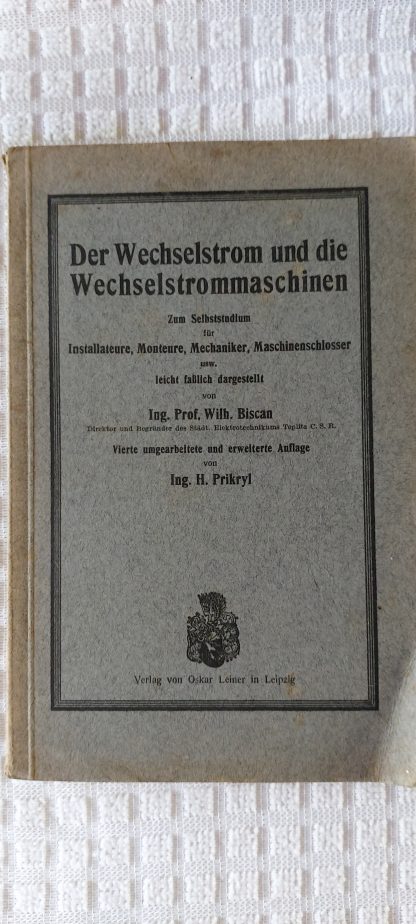 Der Wechselstrom und die
Wechselstrommaschinen
Zum Selbststudium
für
Installateure, Monteure, Mechaniker, Maschinenschlosser
usw.
leicht faßlich dargestellt
von
Ing. Prof. Wilh. Biscan
Direktor und Begründer des Städt. Elektrotechnikums Teplitz C. S. R.
Vierte umgearbeitete und erweiterte Auflage
von
Ing. H. Prikryl
Verlag von Oskar Leiner in Leipzig